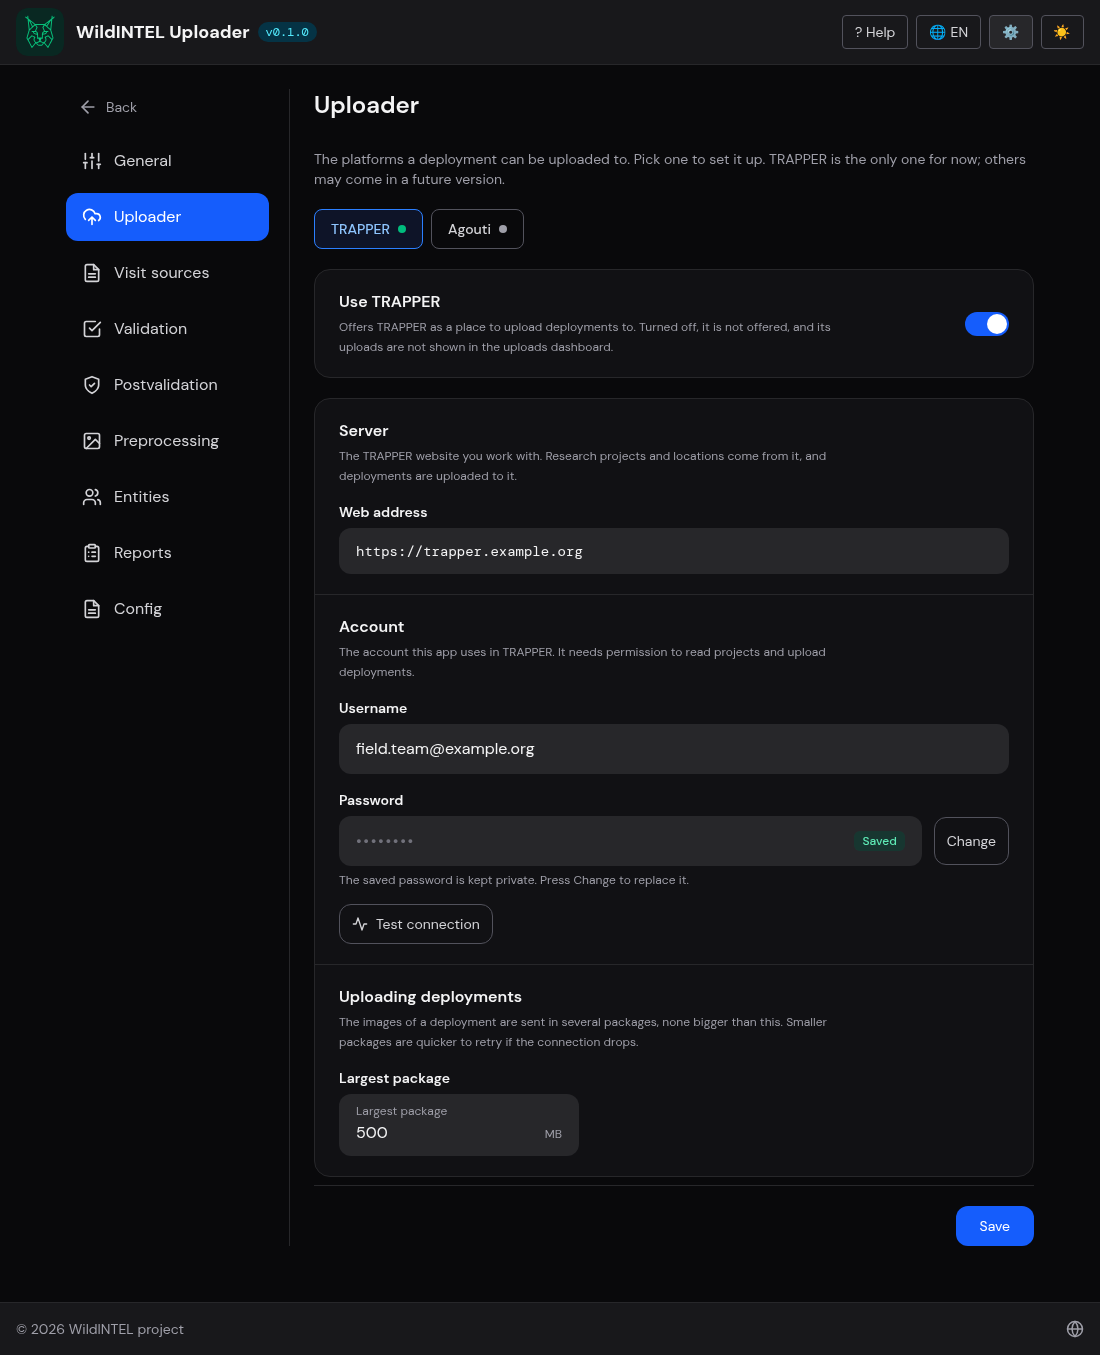 WildINTEL Uploader v0.1.0
? Help
EN
Back
General
Uploader
Visit sources
Validation
Postvalidation
Preprocessing
Entities
Reports
Config
Uploader
The platforms a deployment can be uploaded to. Pick one to set it up. TRAPPER is the only one for now; others
may come in a future version.
TRAPPER
Agouti
Use TRAPPER
Offers TRAPPER as a place to upload deployments to. Turned off, it is not offered, and its
uploads are not shown in the uploads dashboard.
Server
The TRAPPER website you work with. Research projects and locations come from it, and
deployments are uploaded to it.
Web address
https://trapper.example.org
Account
The account this app uses in TRAPPER. It needs permission to read projects and upload
deployments.
Username
field.team@example.org
Password
••••••••
Saved
Change
The saved password is kept private. Press Change to replace it.
Test connection
Uploading deployments
The images of a deployment are sent in several packages, none bigger than this. Smaller
packages are quicker to retry if the connection drops.
Largest package
Largest package
500
MB
Save
© 2026 WildINTEL project